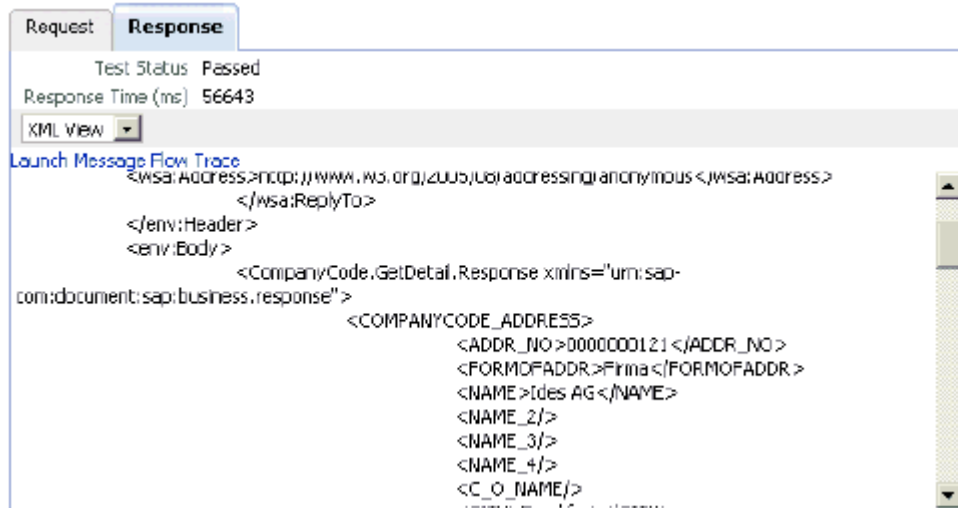 Request Response
Test Status Passed
Response Time (ms) 56643
XML View
Launch Message Flow Trace
<wsa:Address>http://www.w3.org/2005/08/addressing/anonymous</wsa:Address>
</wsa:ReplyTo>
</env:Header>
<env:Body>
<CompanyCode.GetDetail.Response xmlns="urn:sap-
com:document:sap:business.response">
<COMPANYCODE_ADDRESS>
<ADDR_NO>0000000121</ADDR_NO>
<FORMOFADDR>Firma</FORMOFADDR>
<NAME>Ides AG</NAME>
<NAME_2/>
<NAME_3/>
<NAME_4/>
<C_O_NAME/>